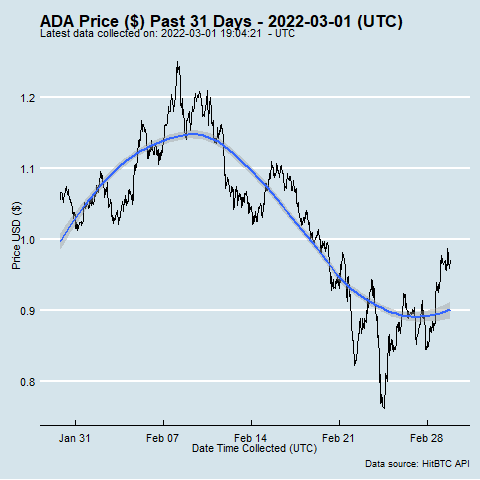 ADA Price ($) Past 31 Days - 2022-03-01 (UTC)
Latest data collected on: 2022-03-01 19:04:21 - UTC
Price USD ($)
1.2
1.1
1.0
0.9
0.8
Jan 31 Feb 07 Feb 14 Feb 21 Feb 28
Date Time Collected (UTC)
Data source: HitBTC API